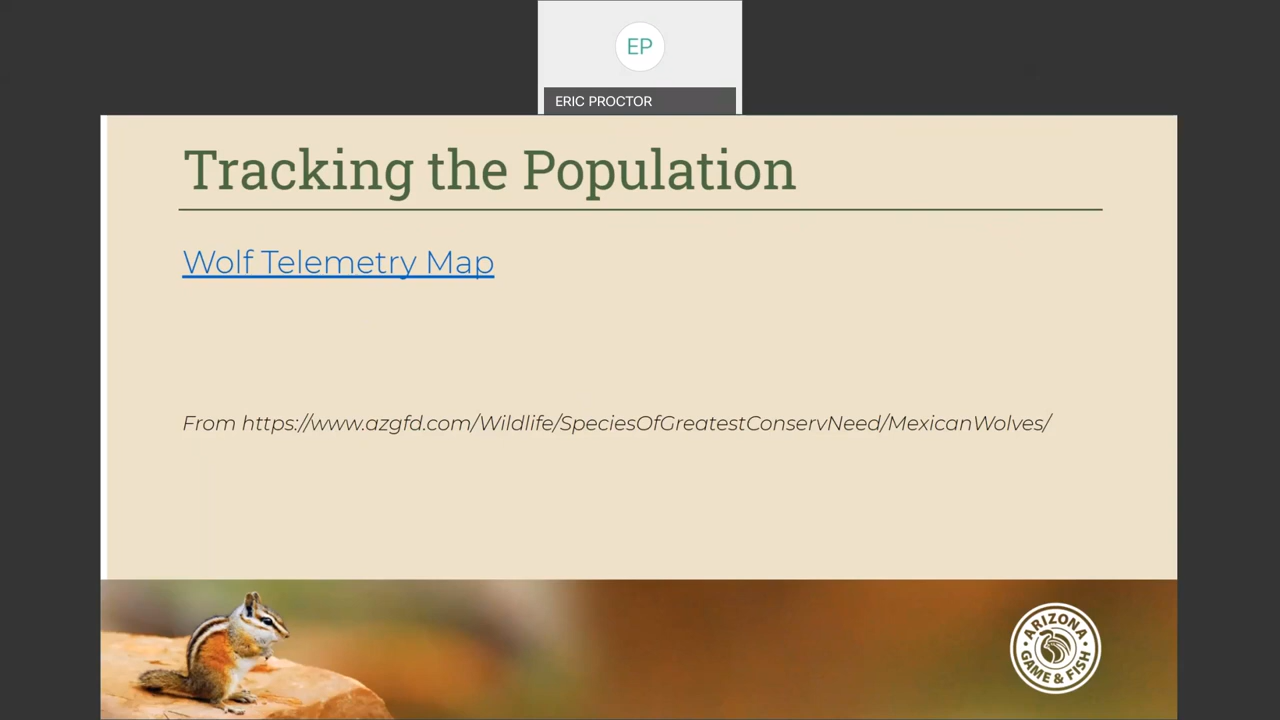 EP
ERIC PROCTOR
Tracking the Population
Wolf Telemetry Map
From https://www.azgfd.com/Wildlife/SpeciesOfGreatestConservNeed/MexicanWolves/
ARIZONA
GAME & FISH